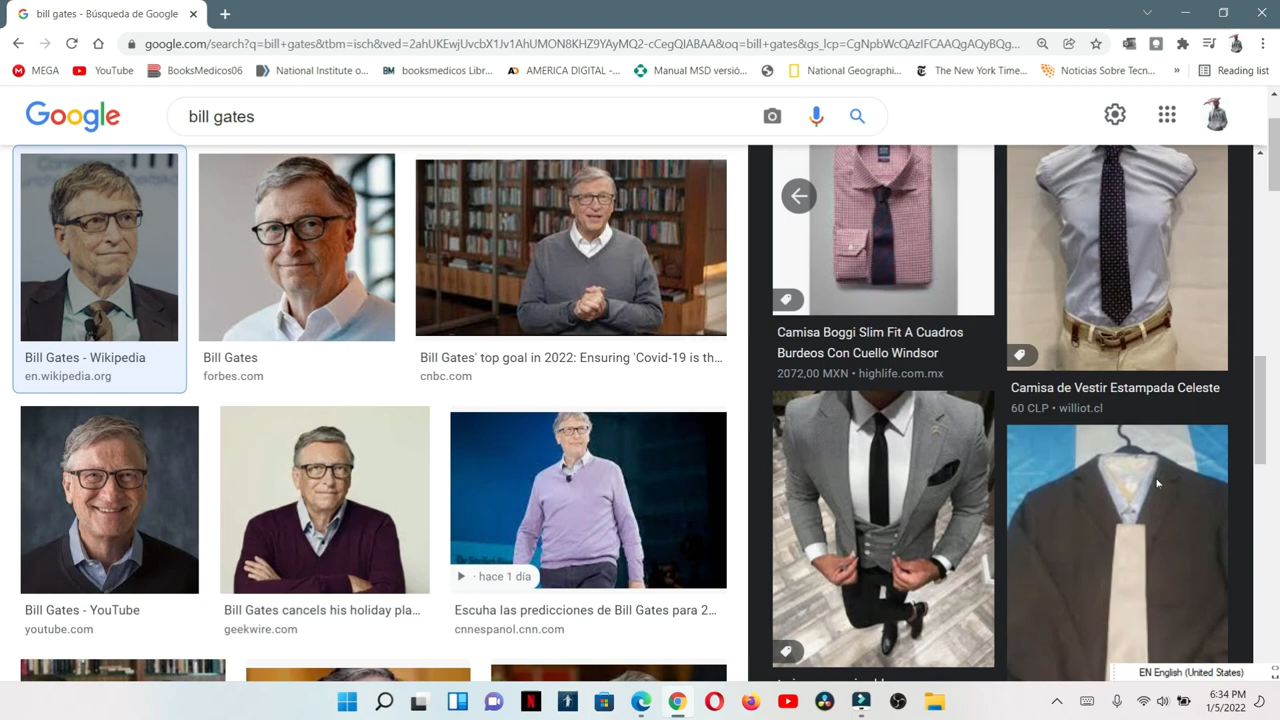 bill gates - Búsqueda de Google
google.com/search?q=bill+gates&tbm=isch&ved=2ahUKEwjUvcbX1JvAhUMON8KHZ9YAyMQ2-cCegQIABAA&oq=bill+gates&gs_lcp=CgNpbWcQAzIFCAAQgAQyBQg...
MEGA
YouTube
BooksMedicos06
National Institute o...
BM booksmedicos Libr...
AMERICA DIGITAL -...
Manual MSD versió...
National Geographi...
The New York Time...
Noticias Sobre Tecn...
»
Reading list
Google
bill gates
Bill Gates - Wikipedia
en.wikipedia.org
Bill Gates
forbes.com
Bill Gates' top goal in 2022: Ensuring 'Covid-19 is th...
cnbc.com
Camisa Boggi Slim Fit A Cuadros
Burdeos Con Cuello Windsor
2072,00 MXN • highlife.com.mx
Camisa de Vestir Estampada Celeste
60 CLP • williot.cl
hace 1 día
Bill Gates - YouTube
youtube.com
Bill Gates cancels his holiday pla...
geekwire.com
Escuha las predicciones de Bill Gates para 2...
cnnespanol.cnn.com
EN English (United States)
6:34 PM
1/5/2022